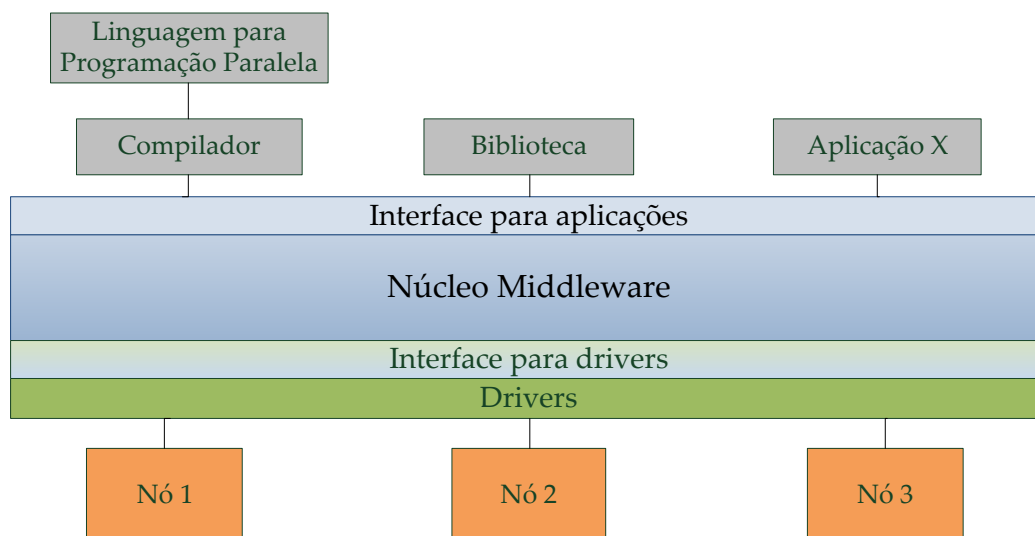 Linguagem para
Programação Paralela
Compilador
Biblioteca
Aplicação X
Interface para aplicações
Núcleo Middleware
Interface para drivers
Drivers
Nó 1
Nó 2
Nó 3